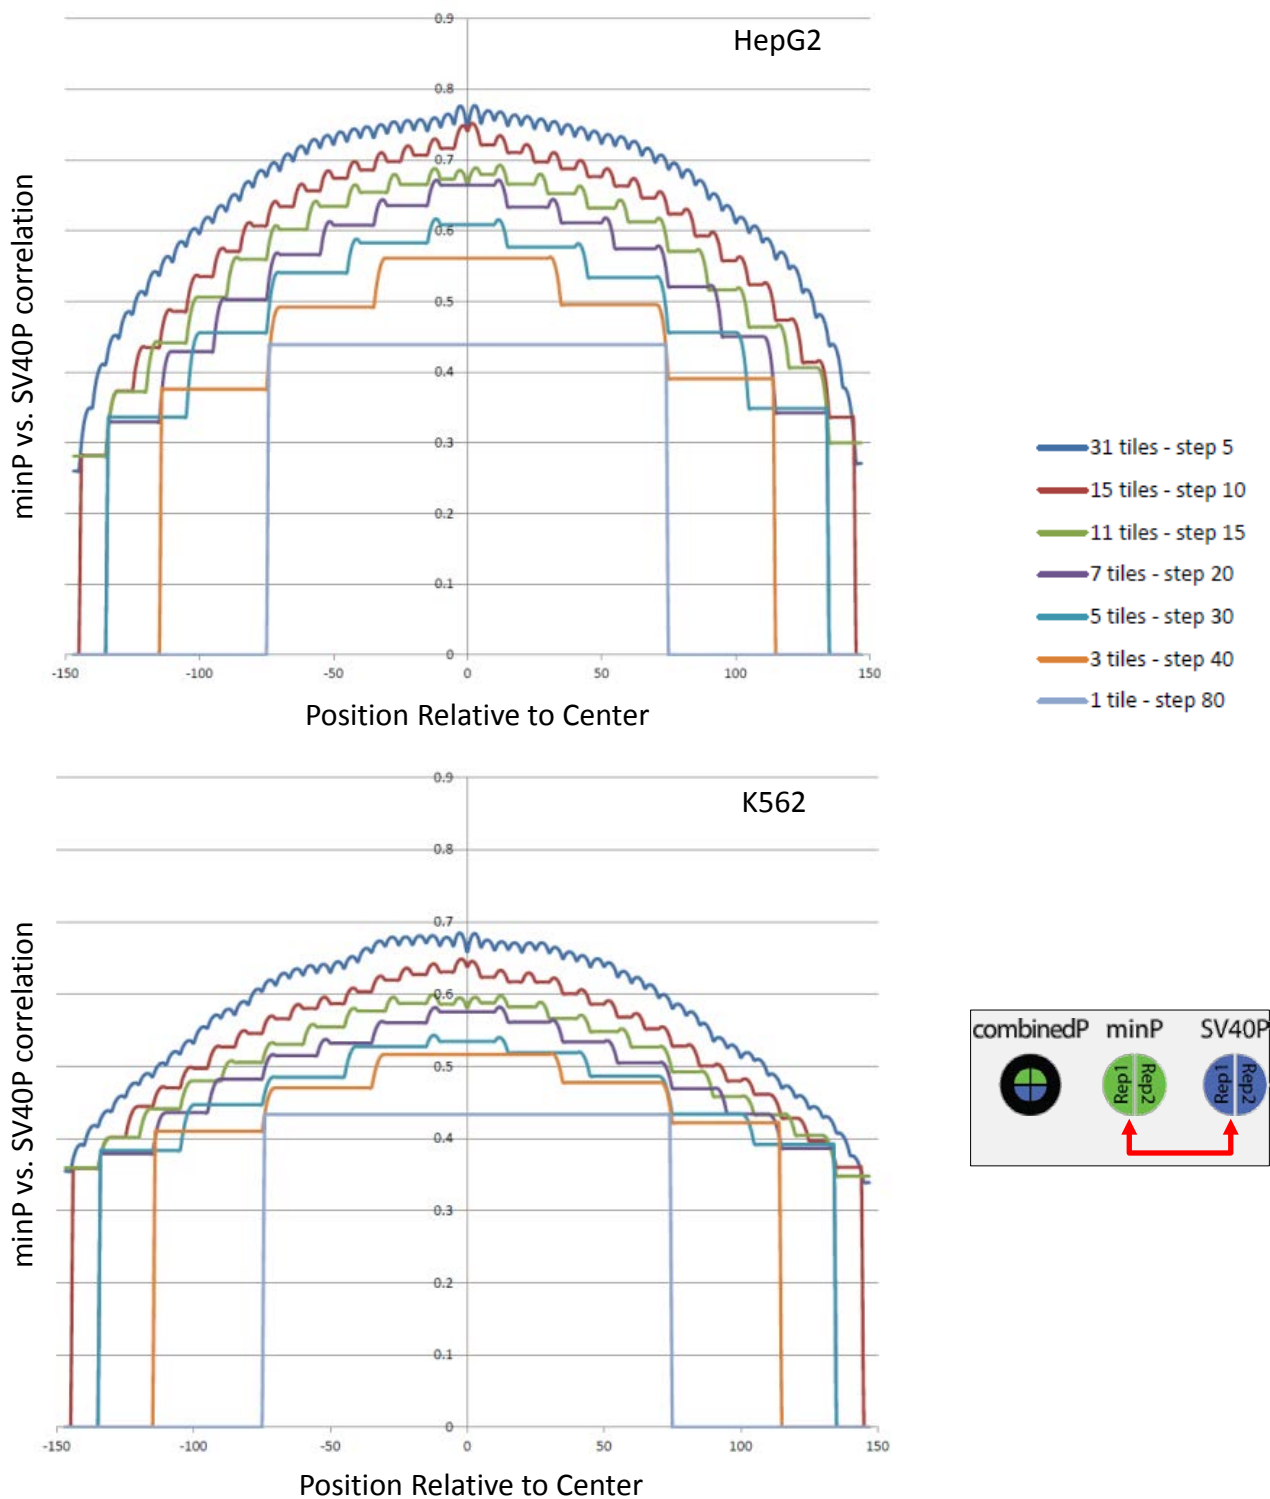 HepG2
minP vs. SV40P correlation
0.9
0.8
0.7
0.6
0.5
0.4
0.3
0.2
0.1
0
-150 -100 -50 0 50 100 150
Position Relative to Center
31 tiles - step 5
15 tiles - step 10
11 tiles - step 15
7 tiles - step 20
5 tiles - step 30
3 tiles - step 40
1 tile - step 80
K562
minP vs. SV40P correlation
0.9
0.8
0.7
0.6
0.5
0.4
0.3
0.2
0.1
0
-150 -100 -50 0 50 100 150
Position Relative to Center
combinedP minP SV40P
Rep1 Rep2 Rep1 Rep2